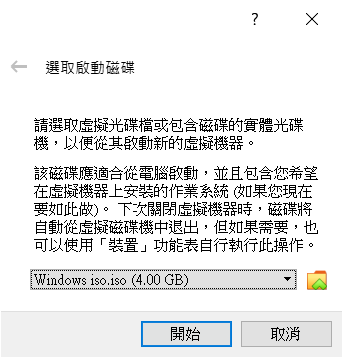 ?
選取啟動磁碟
請選取虛擬光碟檔或包含磁碟的實體光碟
機，以便從其啟動新的虛擬機器。
該磁碟應適合從電腦啟動，並且包含您希望
在虛擬機器上安裝的作業系統 (如果您現在
要如此做)。 下次關閉虛擬機器時，磁碟將
自動從虛擬磁碟機中退出，但如果需要，也
可以使用「裝置」功能表自行執行此操作。
Windows iso.iso (4.00 GB)
開始
取消